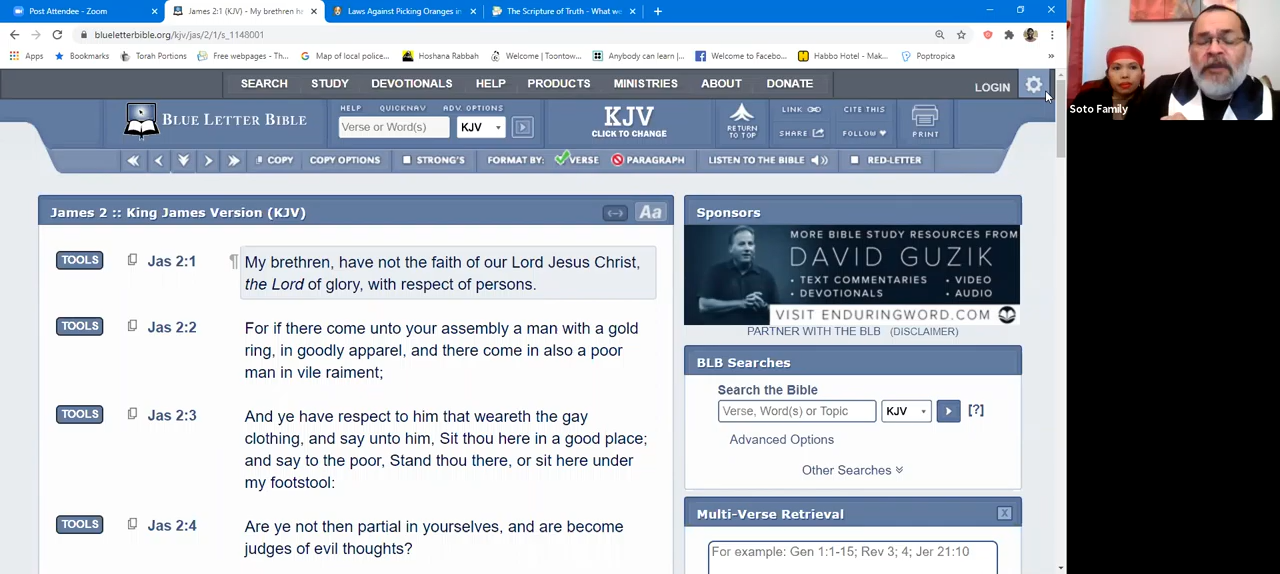 Post Attendee - Zoom
James 2:1 (KJV) - My brethren he
Laws Against Picking Oranges in
The Scripture of Truth - What we
blueletterbible.org/kjv/jas/2/1/s_1148001
Apps
Bookmarks
Torah Portions
Free webpages - Th...
Map of local police...
Hoshana Rabbah
Welcome | Toontow...
Anybody can learn |...
Welcome to Facebo...
Habbo Hotel - Mak...
Poptropica
SEARCH
STUDY
DEVOTIONALS
HELP
PRODUCTS
MINISTRIES
ABOUT
DONATE
LOGIN
Soto Family
BLUE LETTER BIBLE
HELP
QUICKNAV
ADV. OPTIONS
Verse or Word(s)
KJV
KJV
CLICK TO CHANGE
RETURN
TO TOP
LINK
CITE THIS
SHARE
FOLLOW
PRINT
COPY
COPY OPTIONS
STRONG'S
FORMAT BY:
VERSE
PARAGRAPH
LISTEN TO THE BIBLE
RED-LETTER
James 2 :: King James Version (KJV)
Aa
TOOLS
Jas 2:1
¶
My brethren, have not the faith of our Lord Jesus Christ,
the Lord of glory, with respect of persons.
TOOLS
Jas 2:2
For if there come unto your assembly a man with a gold
ring, in goodly apparel, and there come in also a poor
man in vile raiment;
TOOLS
Jas 2:3
And ye have respect to him that weareth the gay
clothing, and say unto him, Sit thou here in a good place;
and say to the poor, Stand thou there, or sit here under
my footstool:
TOOLS
Jas 2:4
Are ye not then partial in yourselves, and are become
judges of evil thoughts?
Sponsors
MORE BIBLE STUDY RESOURCES FROM
DAVID GUZIK
• TEXT COMMENTARIES • VIDEO
• DEVOTIONALS • AUDIO
VISIT ENDURINGWORD.COM
PARTNER WITH THE BLB (DISCLAIMER)
BLB Searches
Search the Bible
Verse, Word(s) or Topic
KJV
[?]
Advanced Options
Other Searches
Multi-Verse Retrieval
X
For example: Gen 1:1-15; Rev 3; 4; Jer 21:10